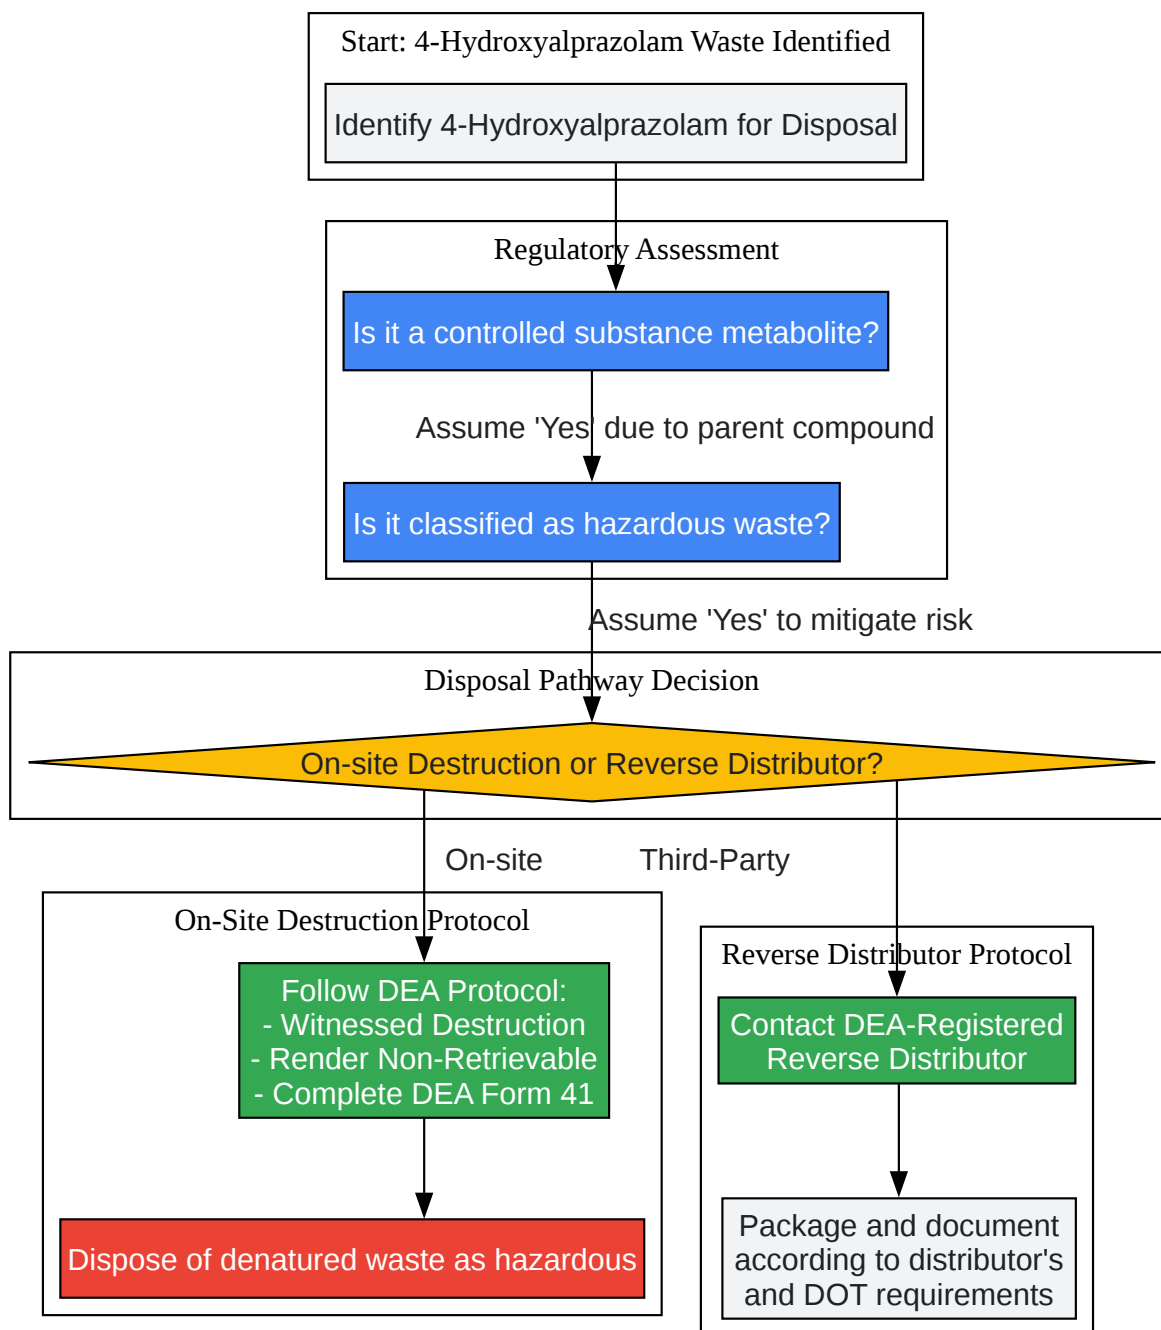 Start: 4-Hydroxyalprazolam Waste Identified
Identify 4-Hydroxyalprazolam for Disposal
Regulatory Assessment
Is it a controlled substance metabolite?
Assume 'Yes' due to parent compound
Is it classified as hazardous waste?
Assume 'Yes' to mitigate risk
Disposal Pathway Decision
On-site Destruction or Reverse Distributor?
On-site
Third-Party
On-Site Destruction Protocol
Follow DEA Protocol:
- Witnessed Destruction
- Render Non-Retrievable
- Complete DEA Form 41
Dispose of denatured waste as hazardous
Reverse Distributor Protocol
Contact DEA-Registered
Reverse Distributor
Package and document
according to distributor's
and DOT requirements